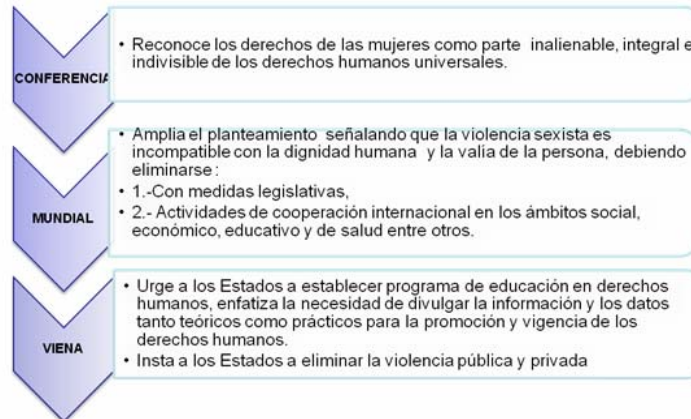 CONFERENCIA
• Reconoce los derechos de las mujeres como parte inalienable, integral e
indivisible de los derechos humanos universales.
MUNDIAL
• Amplia el planteamiento señalando que la violencia sexista es
incompatible con la dignidad humana y la valía de la persona, debiendo
eliminarse :
• 1.-Con medidas legislativas,
• 2.- Actividades de cooperación internacional en los ámbitos social,
económico, educativo y de salud entre otros.
VIENA
• Urge a los Estados a establecer programa de educación en derechos
humanos, enfatiza la necesidad de divulgar la información y los datos
tanto teóricos como prácticos para la promoción y vigencia de los
derechos humanos.
• Insta a los Estados a eliminar la violencia pública y privada